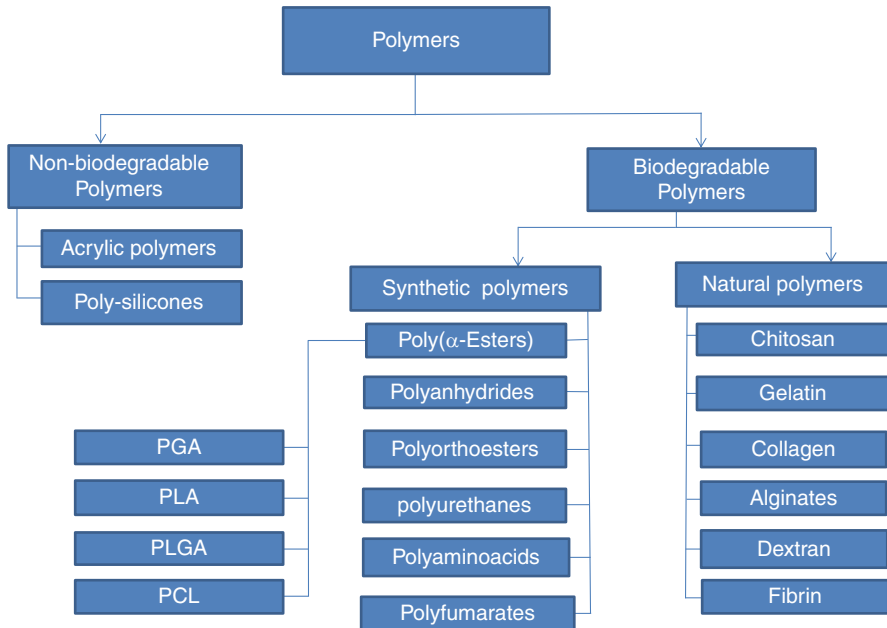 Polymers
Non-biodegradable
Polymers
Biodegradable
Polymers
Acrylic polymers
Poly-silicones
Synthetic polymers
Natural polymers
Poly(α-Esters)
Polyanhydrides
Polyorthoesters
polyurethanes
Polyaminoacids
Polyfumarates
PGA
PLA
PLGA
PCL
Chitosan
Gelatin
Collagen
Alginates
Dextran
Fibrin